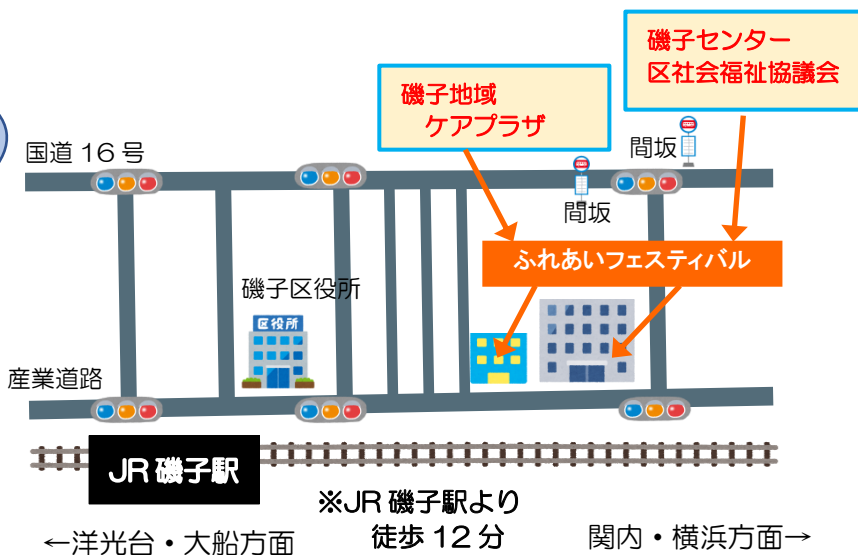 磯子センター
区社会福祉協議会
磯子地域
ケアプラザ
国道 16 号
間坂
間坂
ふれあいフェスティバル
磯子区役所
区役所
産業道路
JR 磯子駅
※JR 磯子駅より
徒歩 12 分
←洋光台・大船方面
関内・横浜方面→